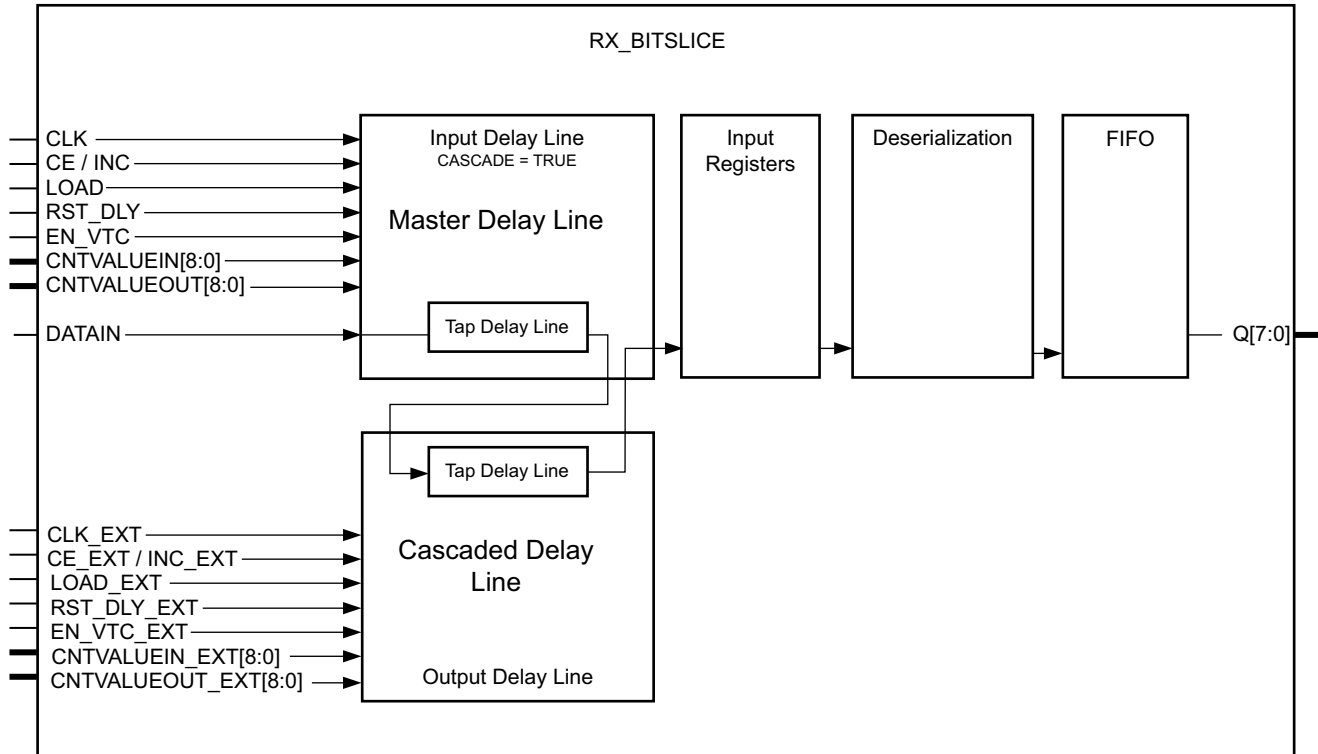 RX_BITSLICE
CLK
CE / INC
LOAD
RST_DLY
EN_VTC
CNTVALUEIN[8:0]
CNTVALUEOUT[8:0]
DATAIN
Input Delay Line
CASCADE = TRUE
Master Delay Line
Tap Delay Line
Input
Registers
Deserialization
FIFO
Q[7:0]
Tap Delay Line
Cascaded Delay
Line
Output Delay Line
CLK_EXT
CE_EXT / INC_EXT
LOAD_EXT
RST_DLY_EXT
EN_VTC_EXT
CNTVALUEIN_EXT[8:0]
CNTVALUEOUT_EXT[8:0]